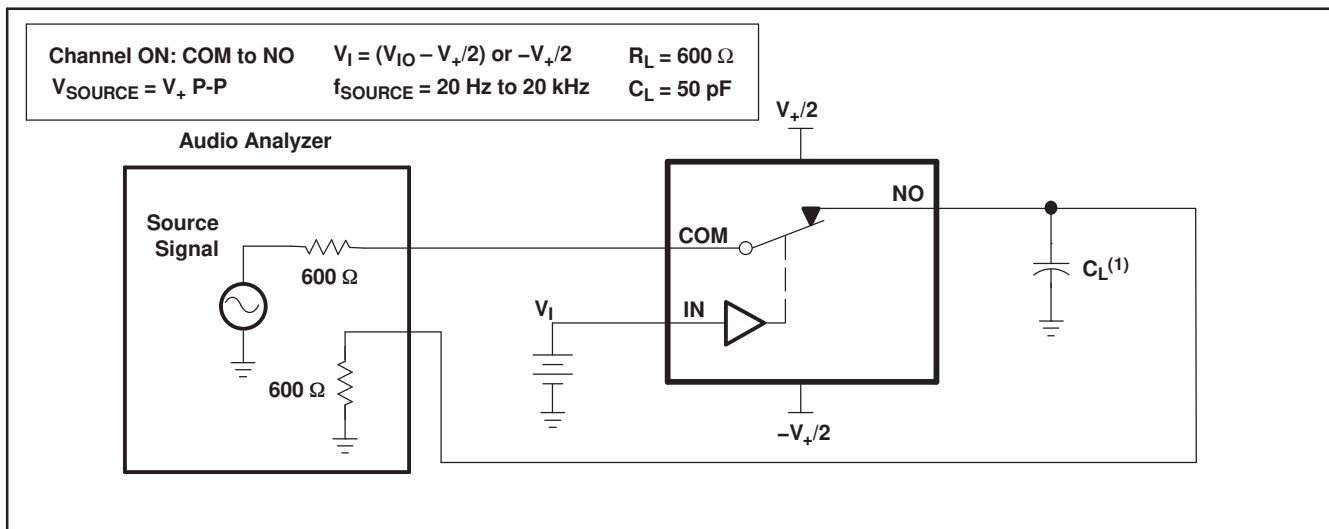 Channel ON: COM to NO V_I = (V_IO – V_+/2) or –V_+/2 R_L = 600 Ω
V_SOURCE = V_+ P-P f_SOURCE = 20 Hz to 20 kHz C_L = 50 pF
Audio Analyzer
V_+/2
Source
Signal
600 Ω
COM
NO
C_L^(1)
V_I
IN
600 Ω
–V_+/2